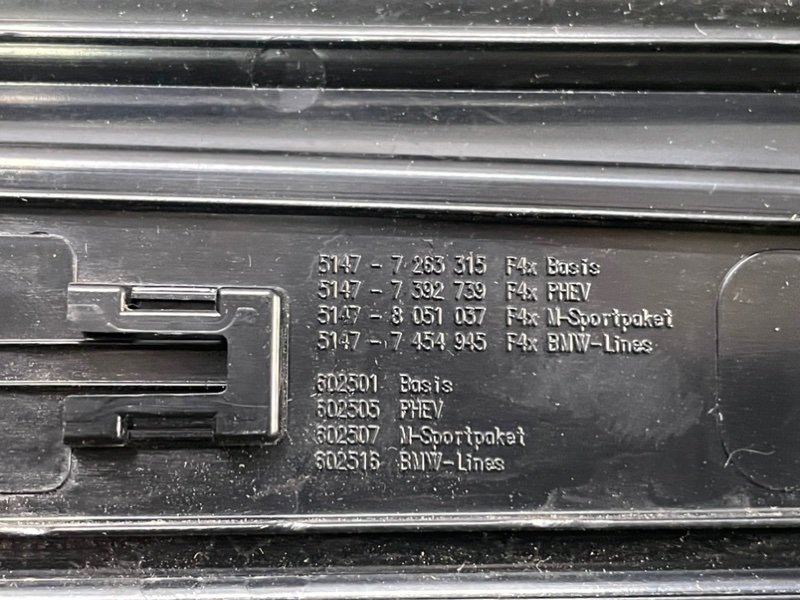 5147 - 7 263 315 F4x Basis
5147 - 7 392 739 F4x PHEV
5147 - 8 051 037 F4x M-Sportpaket
5147 - 7 454 945 F4x BMW-Lines
602501 Basis
602505 PHEV
602507 M-Sportpaket
602516 BMW-Lines